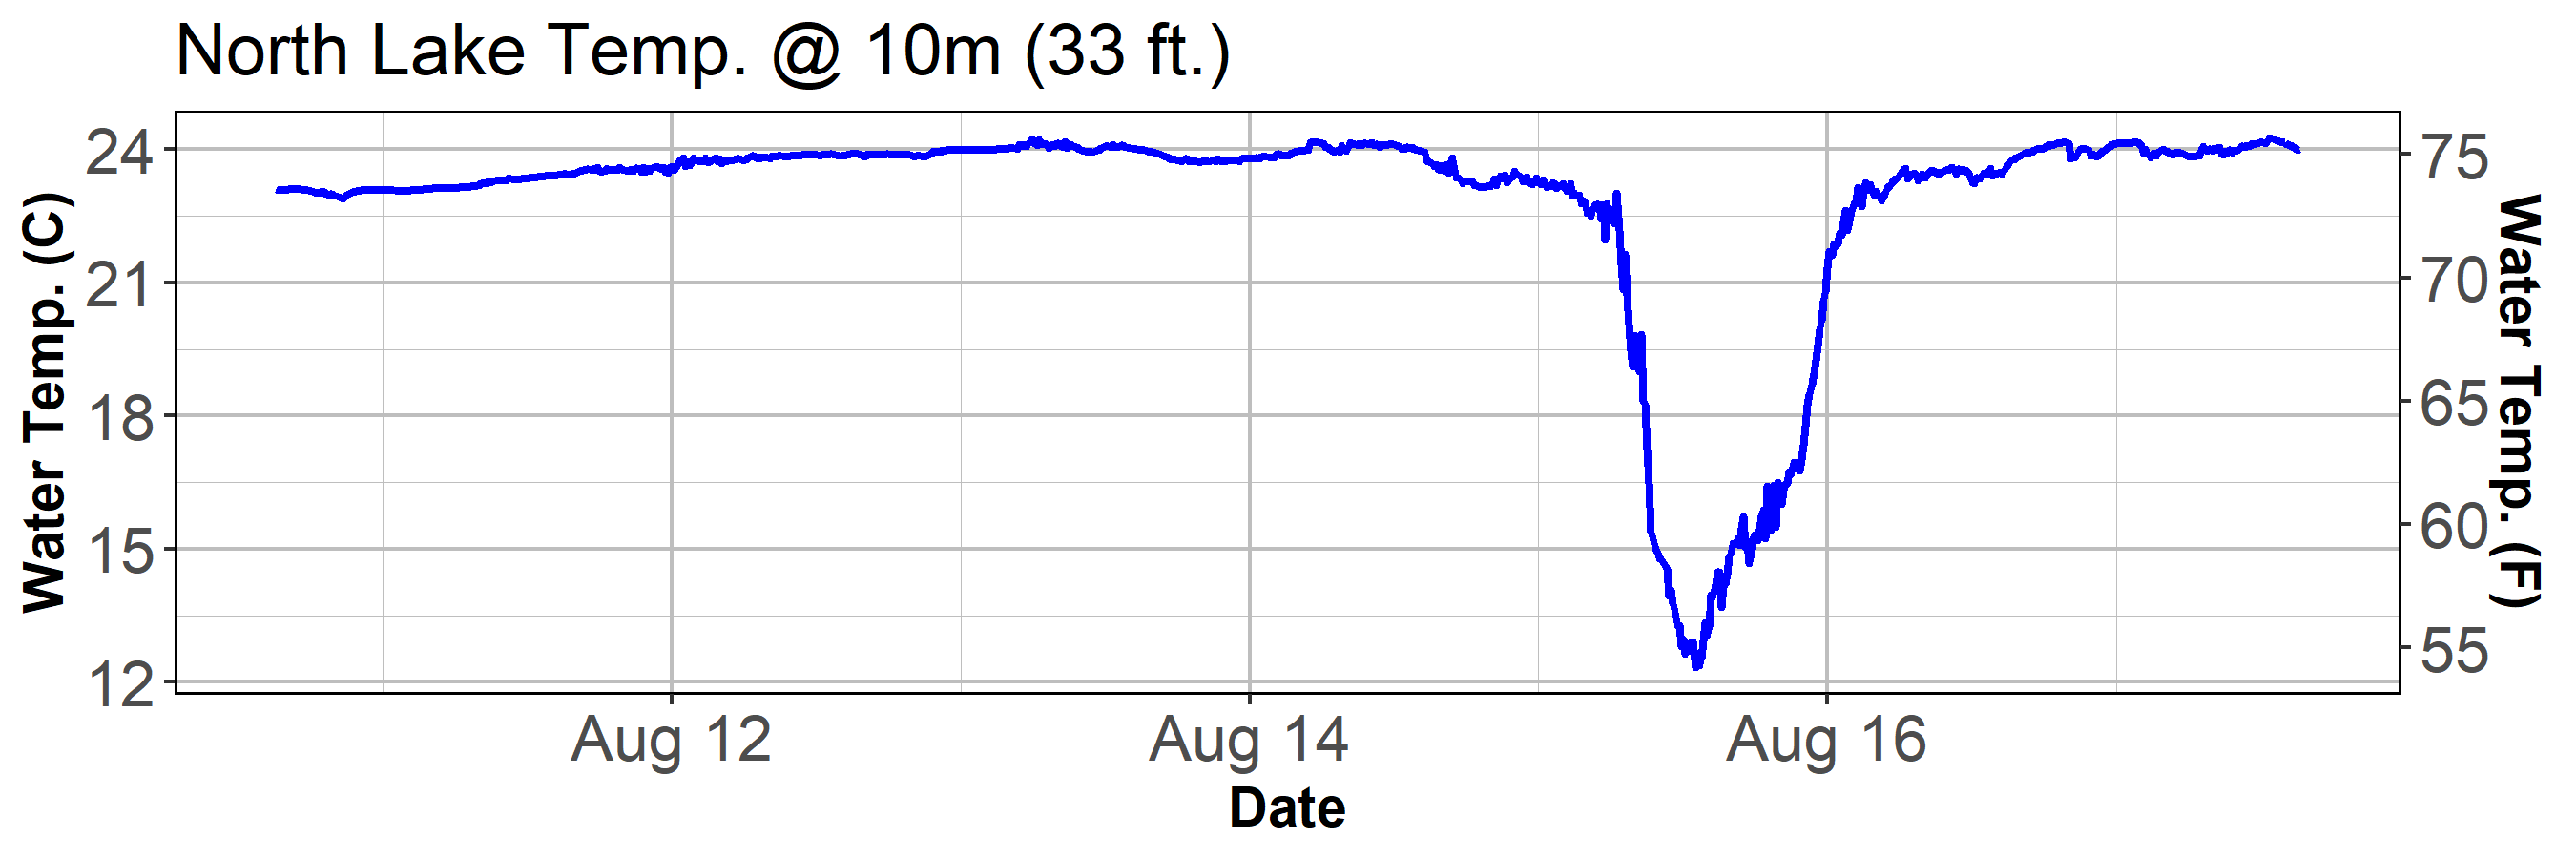 North Lake Temp. @ 10m (33 ft.)
Water Temp. (C)
24
21
18
15
12
75
70
65
60
55
Water Temp. (F)
Aug 12
Aug 14
Aug 16
Date